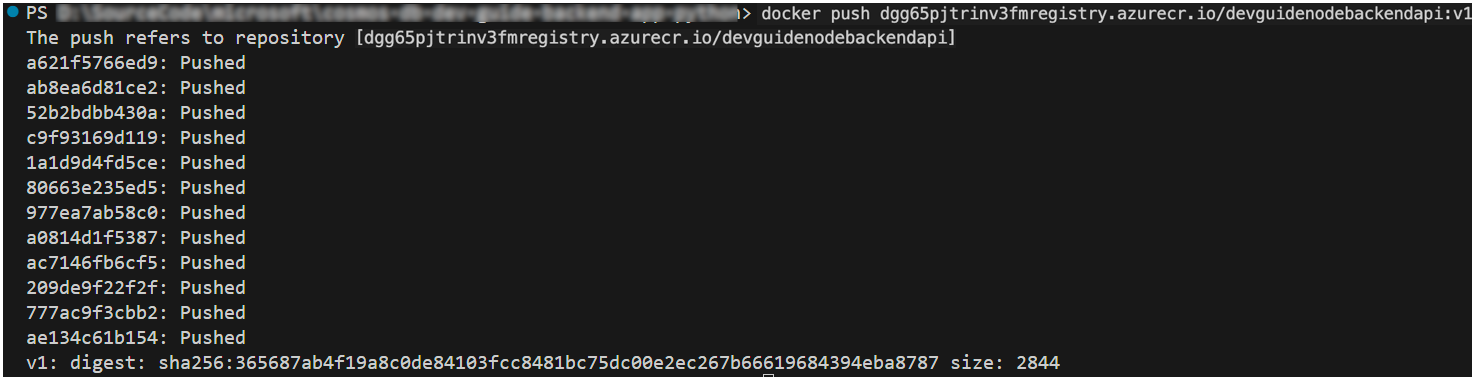 PS > docker push dgg65pjtrinv3fmregistry.azurecr.io/devguidenodebackendapi:v1
The push refers to repository [dgg65pjtrinv3fmregistry.azurecr.io/devguidenodebackendapi]
a621f5766ed9: Pushed
ab8ea6d81ce2: Pushed
52b2bdbb430a: Pushed
c9f93169d119: Pushed
1a1d9d4fd5ce: Pushed
80663e235ed5: Pushed
977ea7ab58c0: Pushed
a0814d1f5387: Pushed
ac7146fb6cf5: Pushed
209de9f22f2f: Pushed
777ac9f3cbb2: Pushed
ae134c61b154: Pushed
v1: digest: sha256:365687ab4f19a8c0de84103fcc8481bc75dc00e2ec267b66619684394eba8787 size: 2844